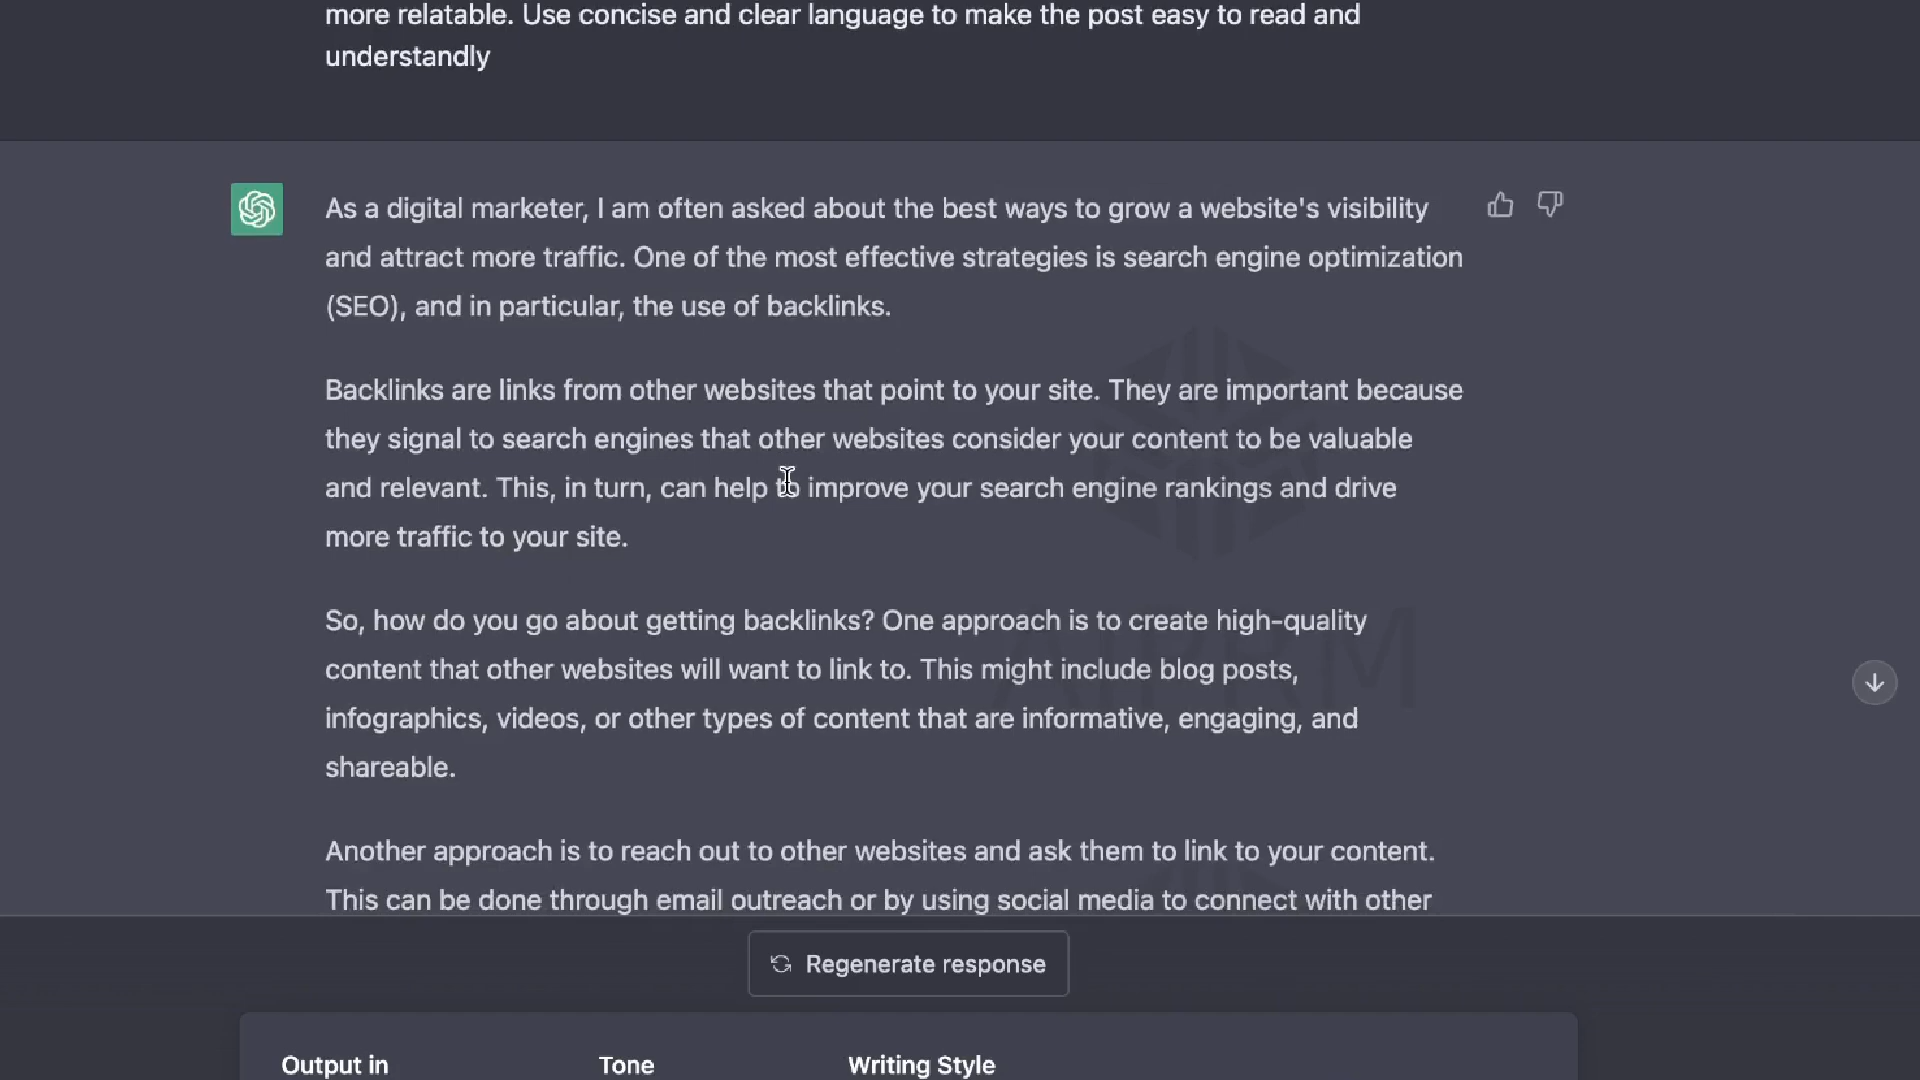 more relatable. Use concise and clear language to make the post easy to read and
understandly
As a digital marketer, I am often asked about the best ways to grow a website's visibility
and attract more traffic. One of the most effective strategies is search engine optimization
(SEO), and in particular, the use of backlinks.
Backlinks are links from other websites that point to your site. They are important because
they signal to search engines that other websites consider your content to be valuable
and relevant. This, in turn, can help to improve your search engine rankings and drive
more traffic to your site.
So, how do you go about getting backlinks? One approach is to create high-quality
content that other websites will want to link to. This might include blog posts,
infographics, videos, or other types of content that are informative, engaging, and
shareable.
AIPRM
Another approach is to reach out to other websites and ask them to link to your content.
This can be done through email outreach or by using social media to connect with other
Regenerate response
Output in Tone Writing Style